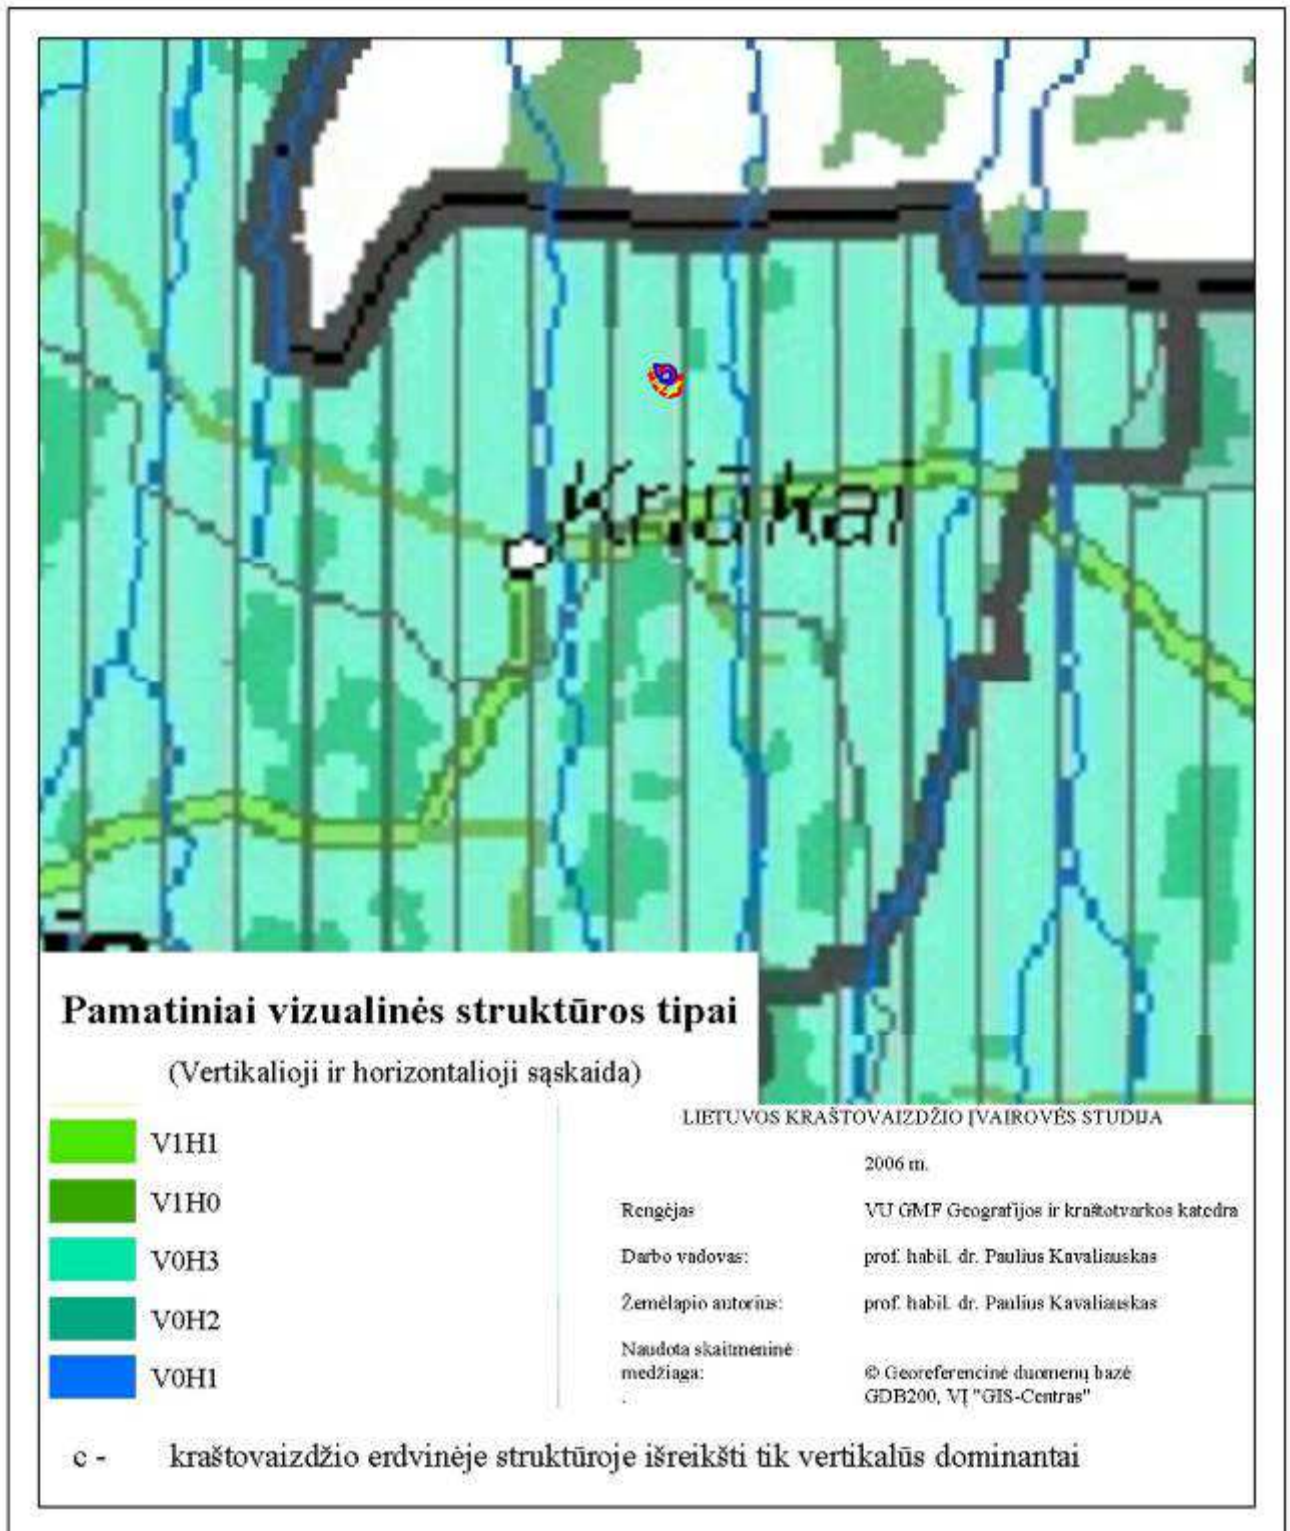 Kriūkai
Pamatiniai vizualinės struktūros tipai
(Vertikalioji ir horizontalioji sąskaida)
V1H1
V1H0
V0H3
V0H2
V0H1
LIETUVOS KRAŠTOVAIZDŽIO ĮVAIROVĖS STUDIJA
2006 m.
Rengėjas VU GMF Geografijos ir kraštotvarkos katedra
Darbo vadovas: prof. habil. dr. Paulius Kavaliauskas
Žemėlapio autorius: prof. habil. dr. Paulius Kavaliauskas
Naudota skaitmeninė
medžiaga: © Georeferencinė duomenų bazė
. GDB200, VĮ "GIS-Centras"
c - kraštovaizdžio erdvinėje struktūroje išreikšti tik vertikalūs dominantai